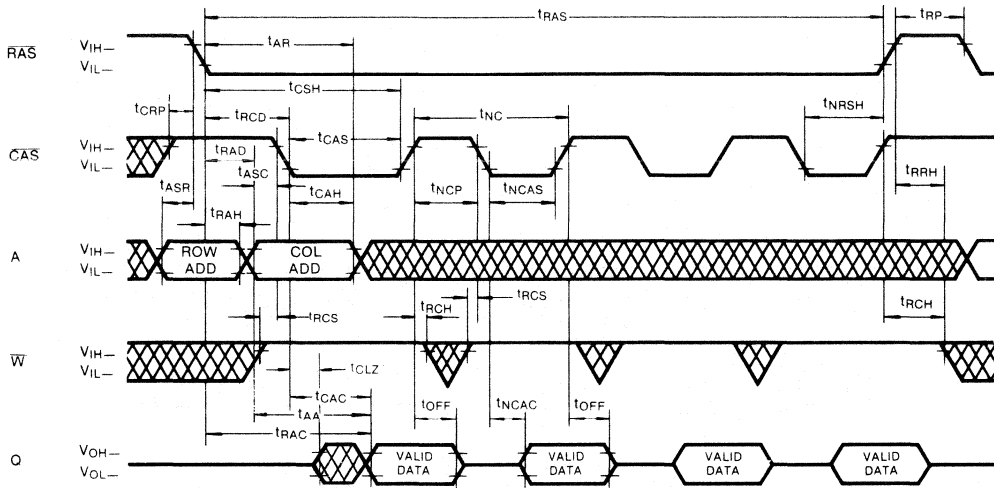 tRAS
tRP
tAR
RAS
VIH
VIL
tCSH
tCRP
tRCD
tNC
tNRSH
tCAS
CAS
VIH
VIL
tRAD
tASC
tASR
tCAH
tNCP
tNCAS
tRRH
tRAH
A
VIH
VIL
ROW ADD
COL ADD
tRCS
tRCH
tRCS
tRCH
W
VIH
VIL
tCLZ
tCAC
tAA
tRAC
tOFF
tNCAC
tOFF
Q
VOH
VOL
VALID DATA
VALID DATA
VALID DATA
VALID DATA